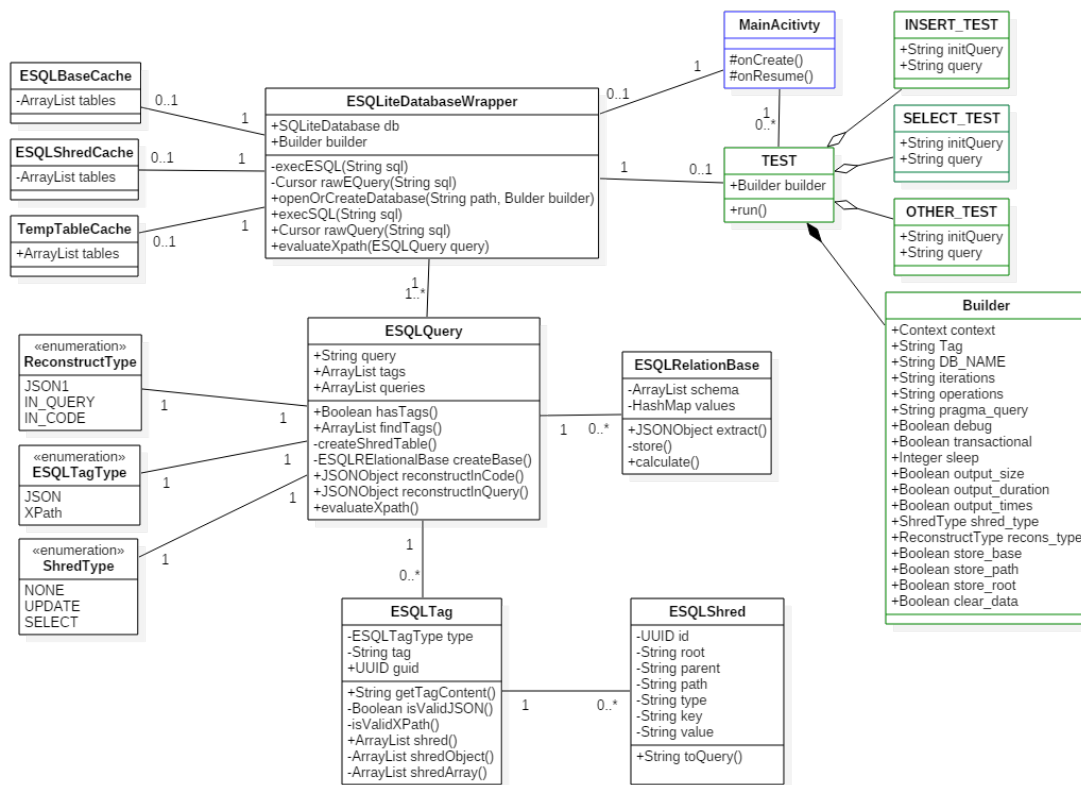 MainAcitivty
#onCreate()
#onResume()
INSERT_TEST
+String initQuery
+String query
ESQLBaseCache
-ArrayList tables
0..1
1
ESQLiteDatabaseWrapper
+SQLiteDatabase db
+Builder builder
-execESQL(String sql)
-Cursor rawEQuery(String sql)
+openOrCreateDatabase(String path, Bulder builder)
+execSQL(String sql)
+Cursor rawQuery(String sql)
+evaluateXpath(ESQLQuery query)
1
0..1
1
0..*
SELECT_TEST
+String initQuery
+String query
ESQLShredCache
-ArrayList tables
0..1
1
1
0..1
TEST
+Builder builder
+run()
OTHER_TEST
+String initQuery
+String query
TempTableCache
+ArrayList tables
0..1
1
1
1..*
Builder
+Context context
+String Tag
+String DB_NAME
+String iterations
+String operations
+String pragma_query
+Boolean debug
+Boolean transactional
+Integer sleep
+Boolean output_size
+Boolean output_duration
+Boolean output_times
+ShredType shred_type
+ReconstructType recons_type
+Boolean store_base
+Boolean store_path
+Boolean store_root
+Boolean clear_data
«enumeration»
ReconstructType
JSON1
IN_QUERY
IN_CODE
1
1
ESQLQuery
+String query
+ArrayList tags
+ArrayList queries
+Boolean hasTags()
+ArrayList findTags()
-createShredTable()
-ESQLRElationalBase createBase()
+JSONObject reconstructInCode()
+JSONObject reconstructInQuery()
+evaluateXpath()
1
0..*
ESQLRelationBase
-ArrayList schema
-HashMap values
+JSONObject extract()
-store()
+calculate()
«enumeration»
ESQLTagType
JSON
XPath
1
1
«enumeration»
ShredType
NONE
UPDATE
SELECT
1
1
1
0..*
ESQLTag
-ESQLTagType type
-String tag
+UUID guid
+String getTagContent()
-Boolean isValidJSON()
-isValidXPath()
+ArrayList shred()
-ArrayList shredObject()
-ArrayList shredArray()
1
0..*
ESQLShred
-UUID id
-String root
-String parent
-String path
-String type
-String key
-String value
+String toQuery()